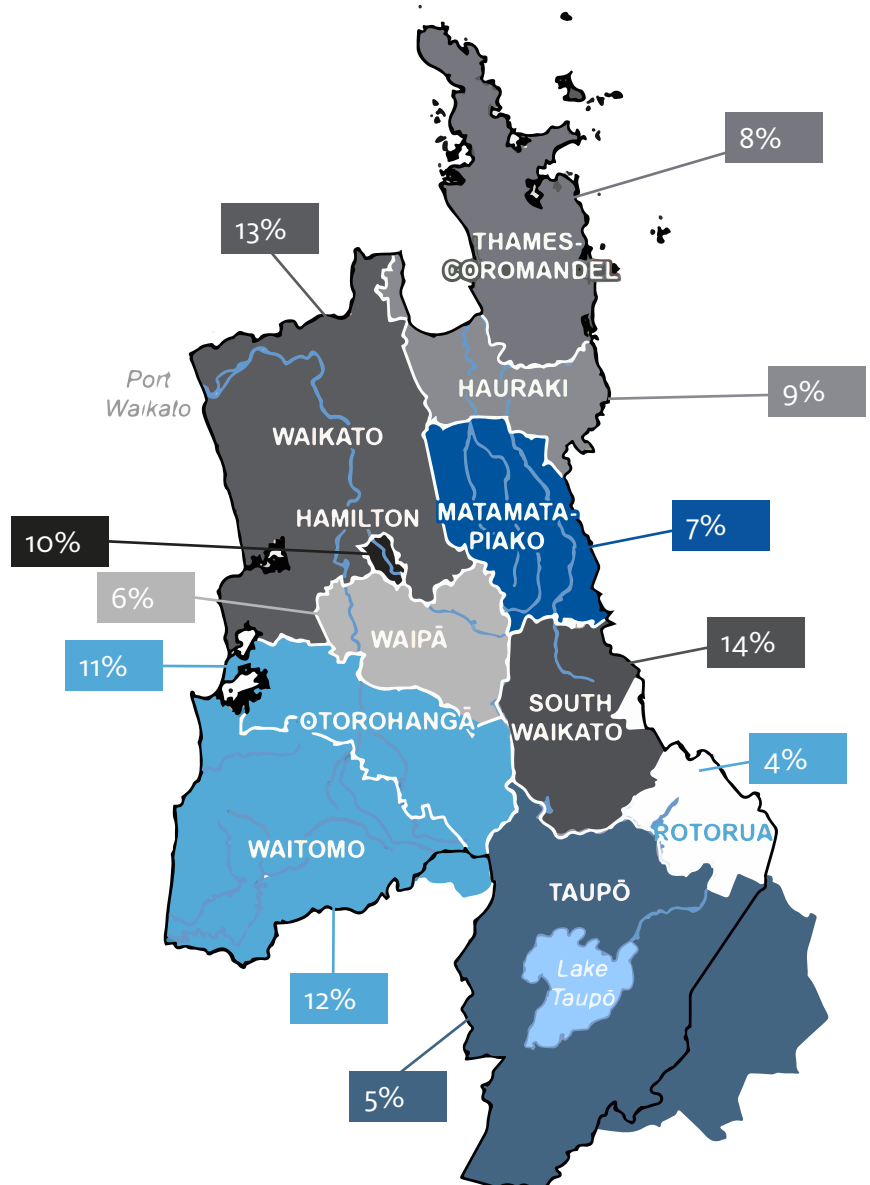 8%
13%
THAMES-
COROMANDEL
Port
Waikato
HAURAKI
9%
WAIKATO
HAMILTON
MATAMATA-
PIAKO
7%
10%
6%
WAIPĀ
14%
11%
SOUTH
WAIKATO
OTOROHANGĀ
4%
ROTORUA
WAITOMO
TAUPŌ
Lake
Taupō
12%
5%